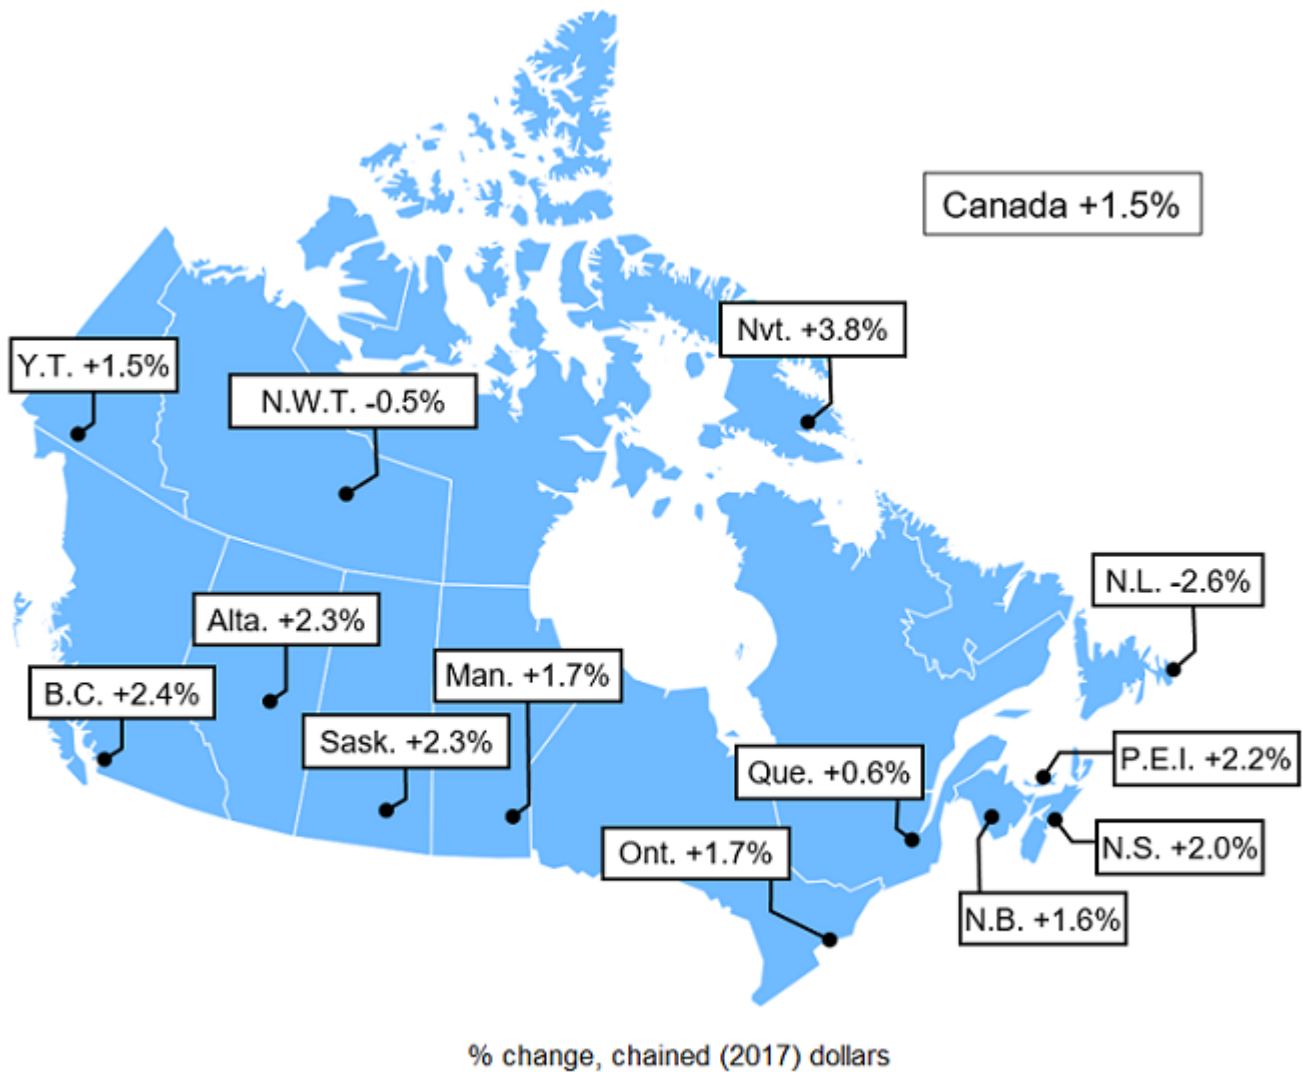 Canada +1.5%
Nvt. +3.8%
Y.T. +1.5%
N.W.T. -0.5%
N.L. -2.6%
Alta. +2.3%
Man. +1.7%
B.C. +2.4%
Sask. +2.3%
P.E.I. +2.2%
Que. +0.6%
N.S. +2.0%
Ont. +1.7%
N.B. +1.6%
% change, chained (2017) dollars